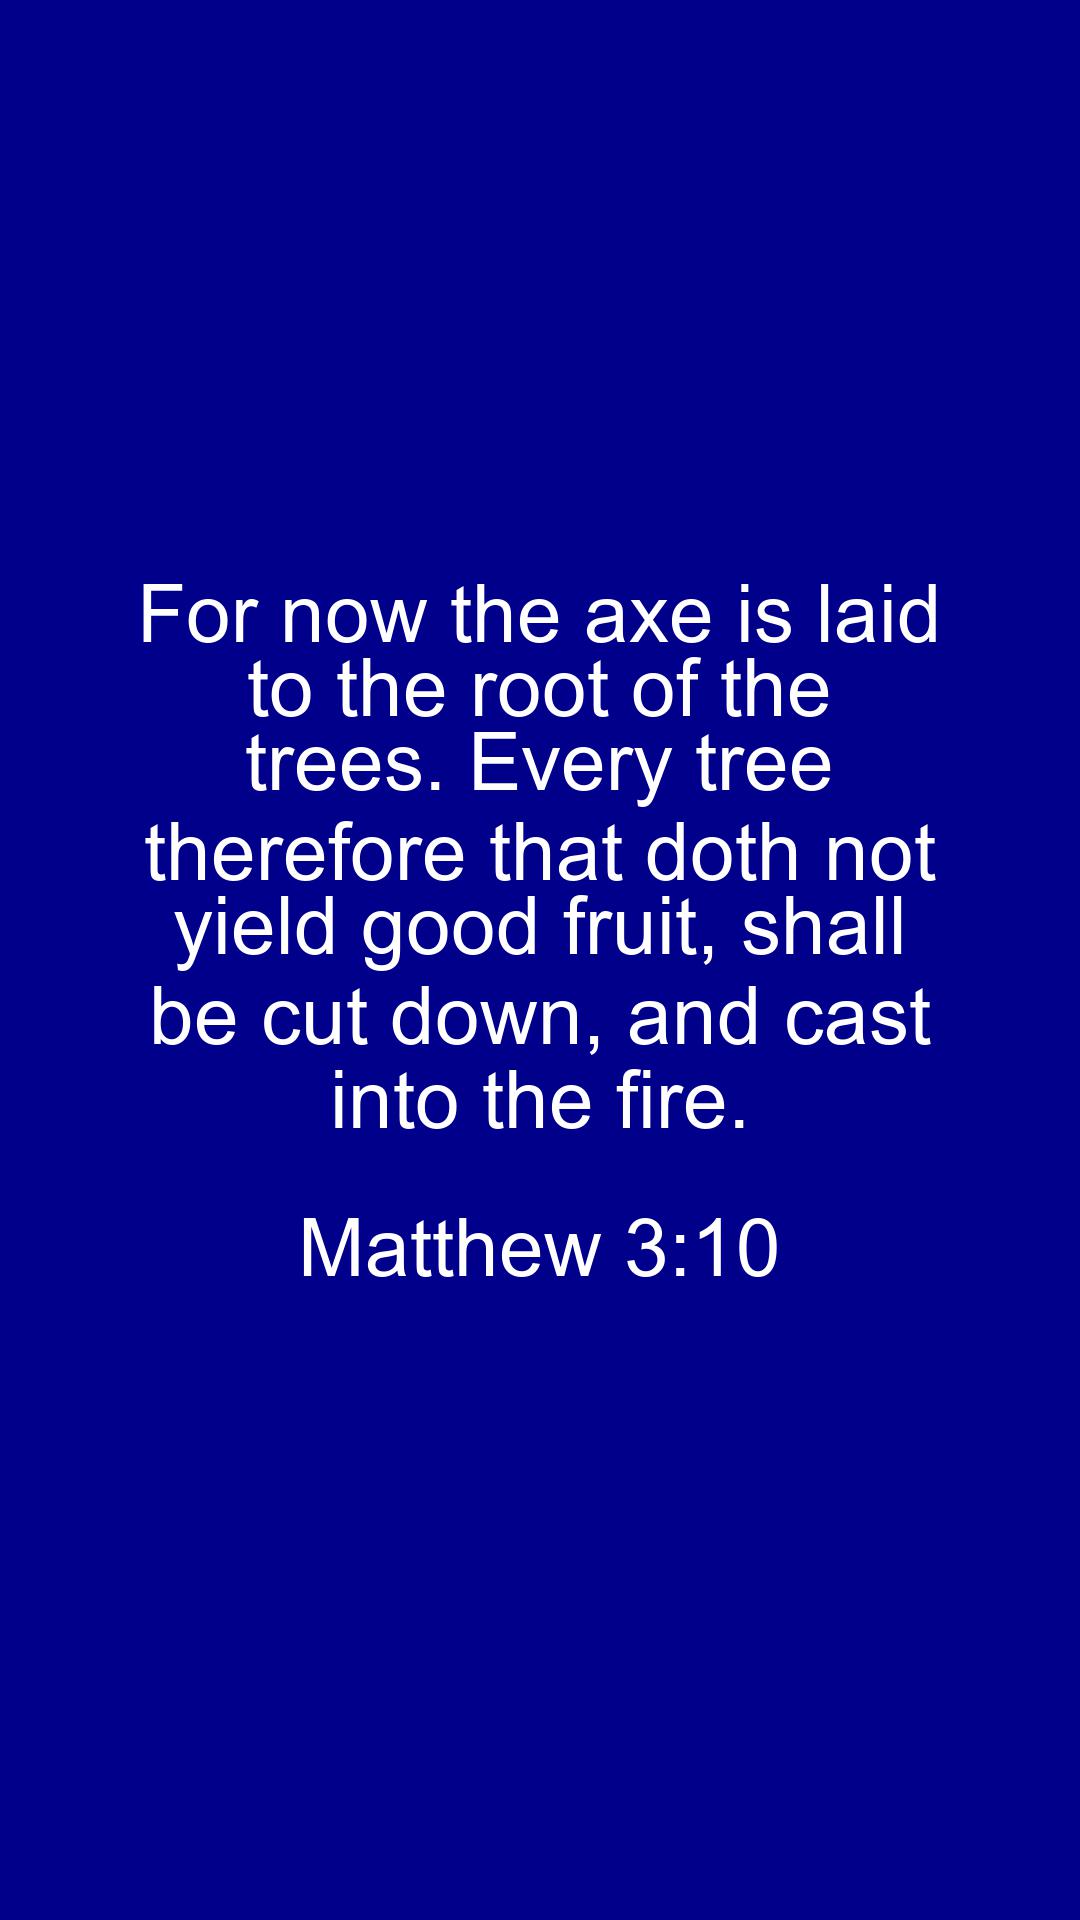 For now the axe is laid
to the root of the
trees. Every tree
therefore that doth not
yield good fruit, shall
be cut down, and cast
into the fire.
Matthew 3:10